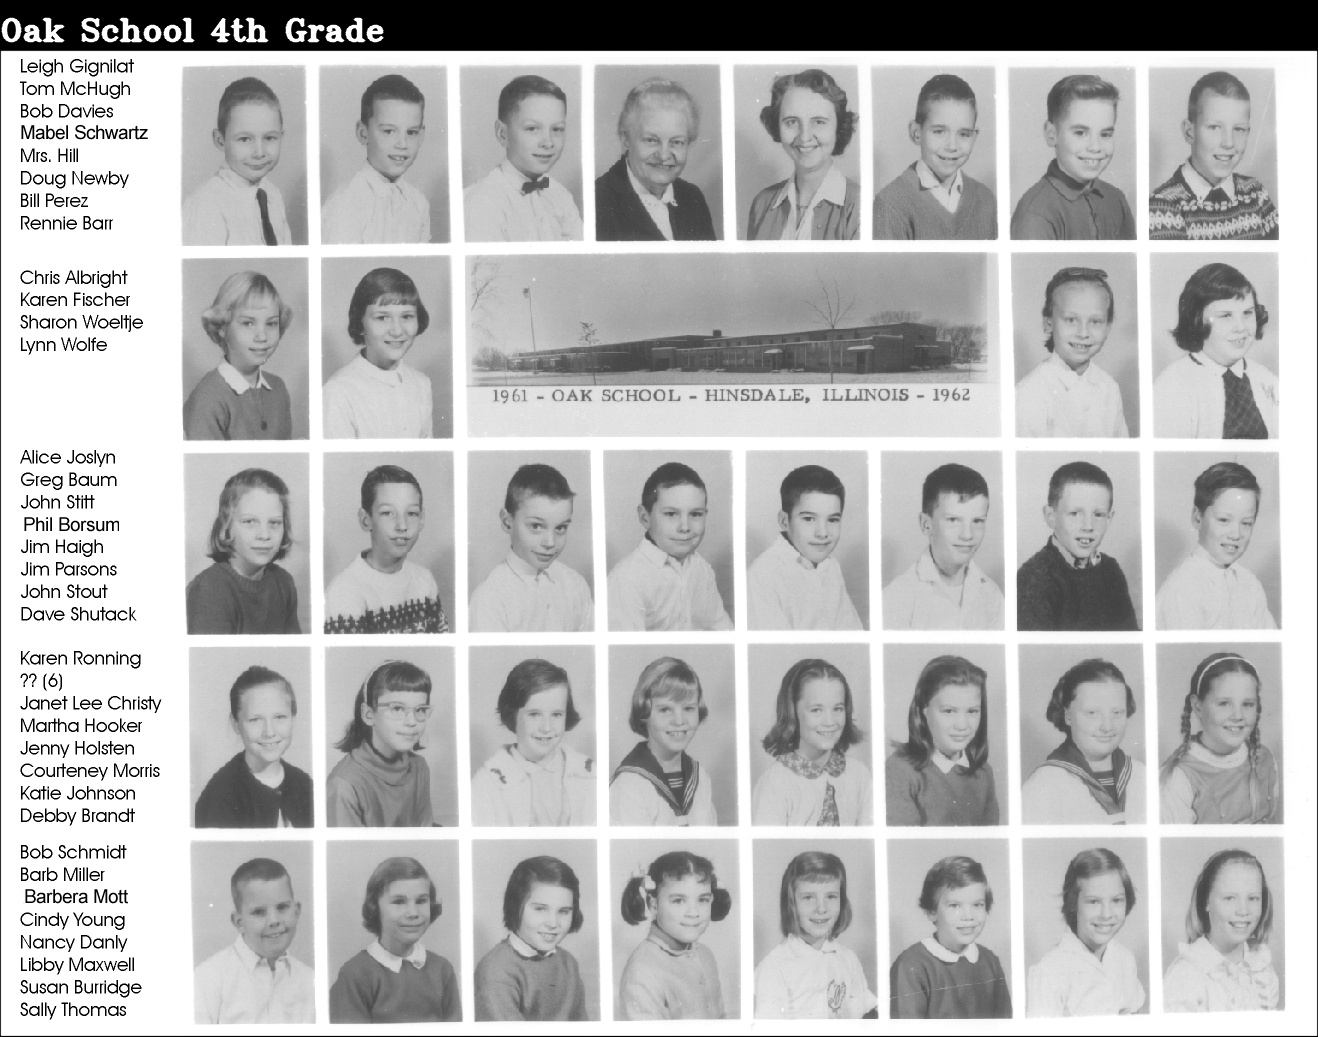 Oak School 4th Grade
Leigh Gignilat
Tom McHugh
Bob Davies
Mabel Schwartz
Mrs. Hill
Doug Newby
Bill Perez
Rennie Barr
Chris Albright
Karen Fischer
Sharon Woeltje
Lynn Wolfe
1961 - OAK SCHOOL - HINSDALE, ILLINOIS - 1962
Alice Joslyn
Greg Baum
John Stitt
Phil Borsum
Jim Haigh
Jim Parsons
John Stout
Dave Shutack
Karen Ronning
?? (6)
Janet Lee Christy
Martha Hooker
Jenny Holsten
Courteney Morris
Katie Johnson
Debby Brandt
Bob Schmidt
Barb Miller
Barbera Mott
Cindy Young
Nancy Danly
Libby Maxwell
Susan Burridge
Sally Thomas